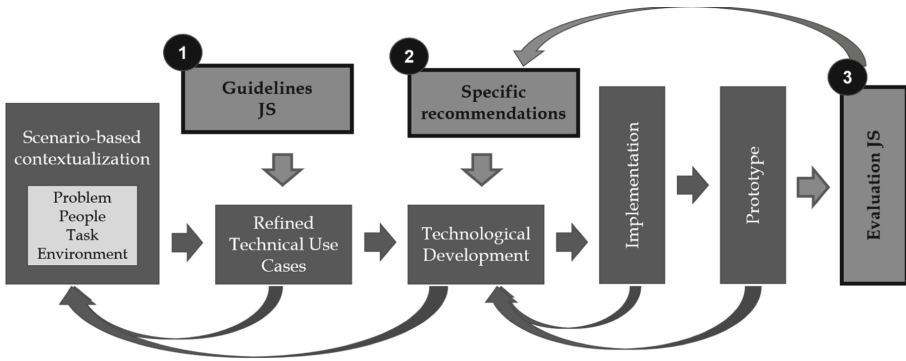 1
Guidelines
JS
2
Specific
recommendations
3
Evaluation JS
Scenario-based
contextualization
Problem
People
Task
Environment
Refined
Technical Use
Cases
Technological
Development
Implementation
Prototype